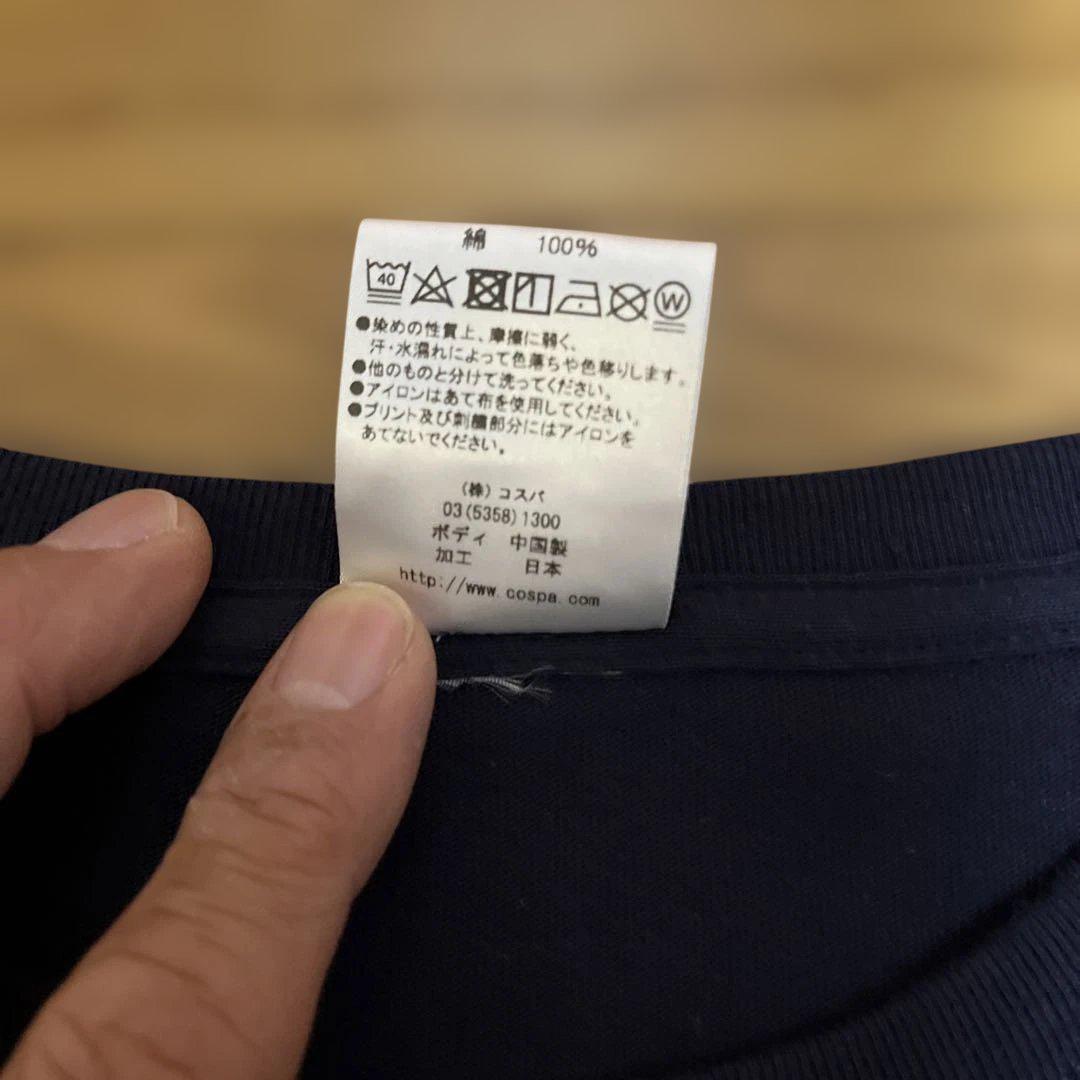 綿 100%
40 W
●染めの性質上、摩擦に弱く、
汗・水濡れによって色落ちや色移りします。
●他のものと分けて洗ってください。
●アイロンはあて布を使用してください。
●プリント及び刺繍部分にはアイロンを
あてないでください。
(株)コスパ
03(5358)1300
ボディ 中国製
加工 日本
http://www.cospa.com